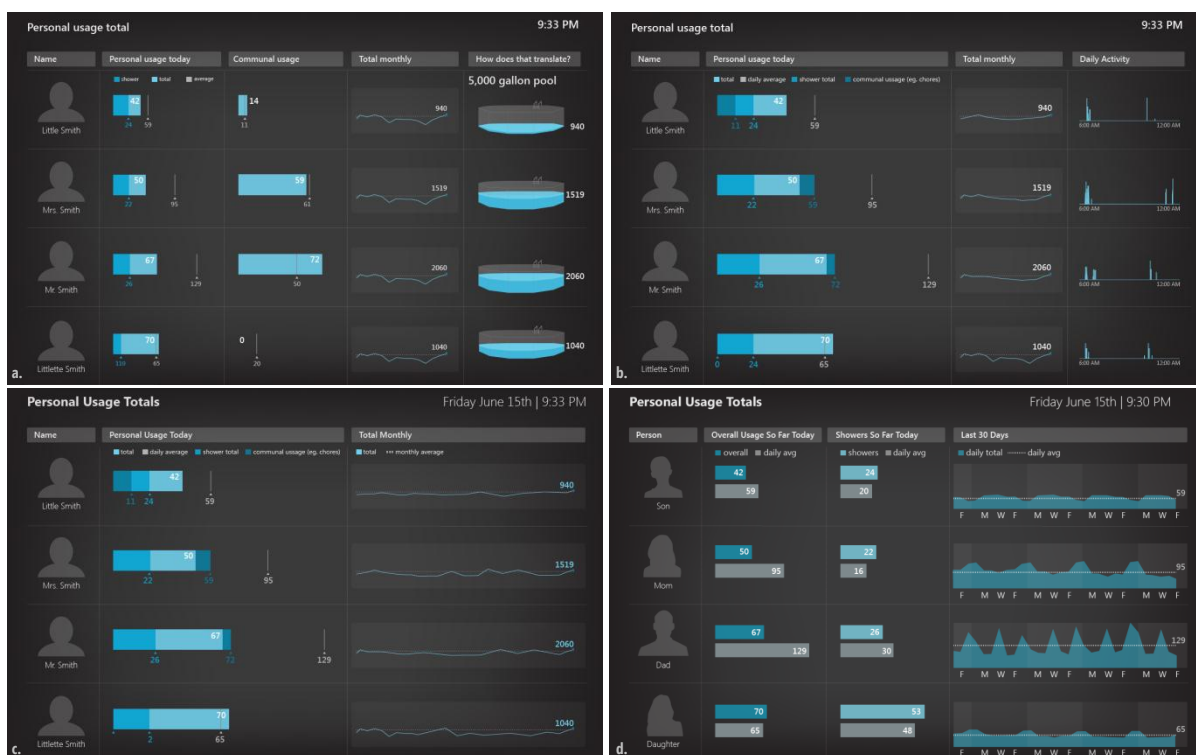 Personal usage total
9:33 PM
Name Personal usage today Communal usage Total monthly How does that translate?
shower total average
5,000 gallon pool
42 14 940
24 59 11 940
Little Smith
50 59 1519
1519
22 95 61
Mrs. Smith
67 72 2060
2060
26 129 50
Mr. Smith
70 0 1040
1040
65 20
Littlette Smith
a.
Personal usage total
9:33 PM
Name Personal usage today Total monthly Daily Activity
total daily average shower total communal ussage (eg. chores)
42 940
11 24 59 6:00 AM 12:00 AM
Little Smith
50 1519
22 59 95 6:00 AM 12:00 AM
Mrs. Smith
67 2060
26 72 129 6:00 AM 12:00 AM
Mr. Smith
70 1040
0 24 65 6:00 AM 12:00 AM
Littlette Smith
b.
Personal Usage Totals
Friday June 15th | 9:33 PM
Name Personal Usage Today Total Monthly
total daily average shower total communal ussage (eg. chores) total monthly average
42 940
11 24 59
Little Smith
50 1519
22 59 95
Mrs. Smith
67 2060
26 72 129
Mr. Smith
70 1040
2 65
Littlette Smith
c.
Personal Usage Totals
Friday June 15th | 9:30 PM
Person Overall Usage So Far Today Showers So Far Today Last 30 Days
overall daily avg showers daily avg daily total daily avg
42 24
59 20 59
Son
F M W F M W F M W F M W F
50 22
95 16 95
Mom
F M W F M W F M W F M W F
67 26
129 30 129
Dad
F M W F M W F M W F M W F
70 53
65 48 65
Daughter
F M W F M W F M W F M W F
d.